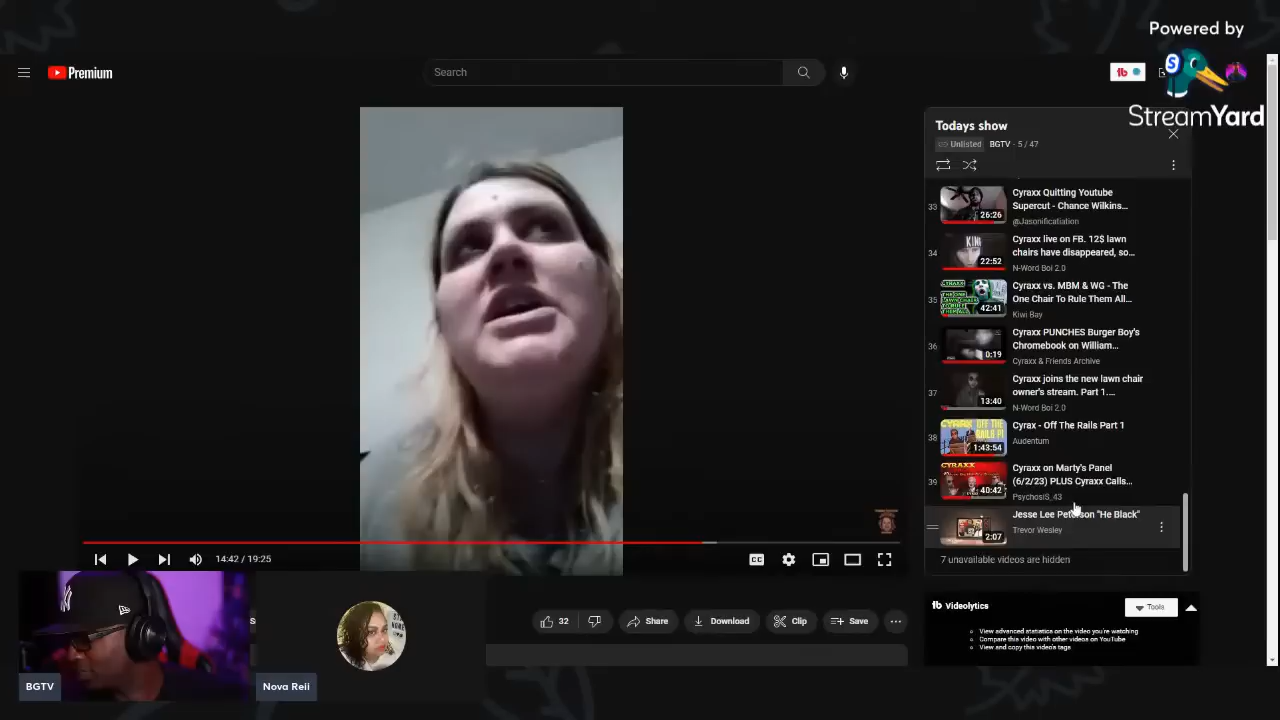 Powered by
StreamYard
Premium
Search
Todays show
Unlisted
BGTV · 5 / 47
33
26:26
Cyraxx Quitting Youtube
Supercut - Chance Wilkins...
@Jasonificatiation
34
22:52
Cyraxx live on FB. 12$ lawn
chairs have disappeared, so...
N-Word Boi 2.0
35
42:41
Cyraxx vs. MBM & WG - The
One Chair To Rule Them All...
Kiwi Bay
36
0:19
Cyraxx PUNCHES Burger Boy's
Chromebook on William...
Cyraxx & Friends Archive
37
13:40
Cyraxx joins the new lawn chair
owner's stream. Part 1....
N-Word Boi 2.0
38
1:43:54
Cyrax - Off The Rails Part 1
Audentum
39
40:42
Cyraxx on Marty's Panel
(6/2/23) PLUS Cyraxx Calls...
PsychosiS_43
2:07
Jesse Lee Peterson "He Black"
Trevor Wesley
7 unavailable videos are hidden
14:42 / 19:25
CC
32
Share
Download
Clip
Save
Videolytics
Tools
View advanced statistics on the video you're watching
Compare this video with other videos on YouTube
View and copy this video's tags
BGTV
Nova Reii